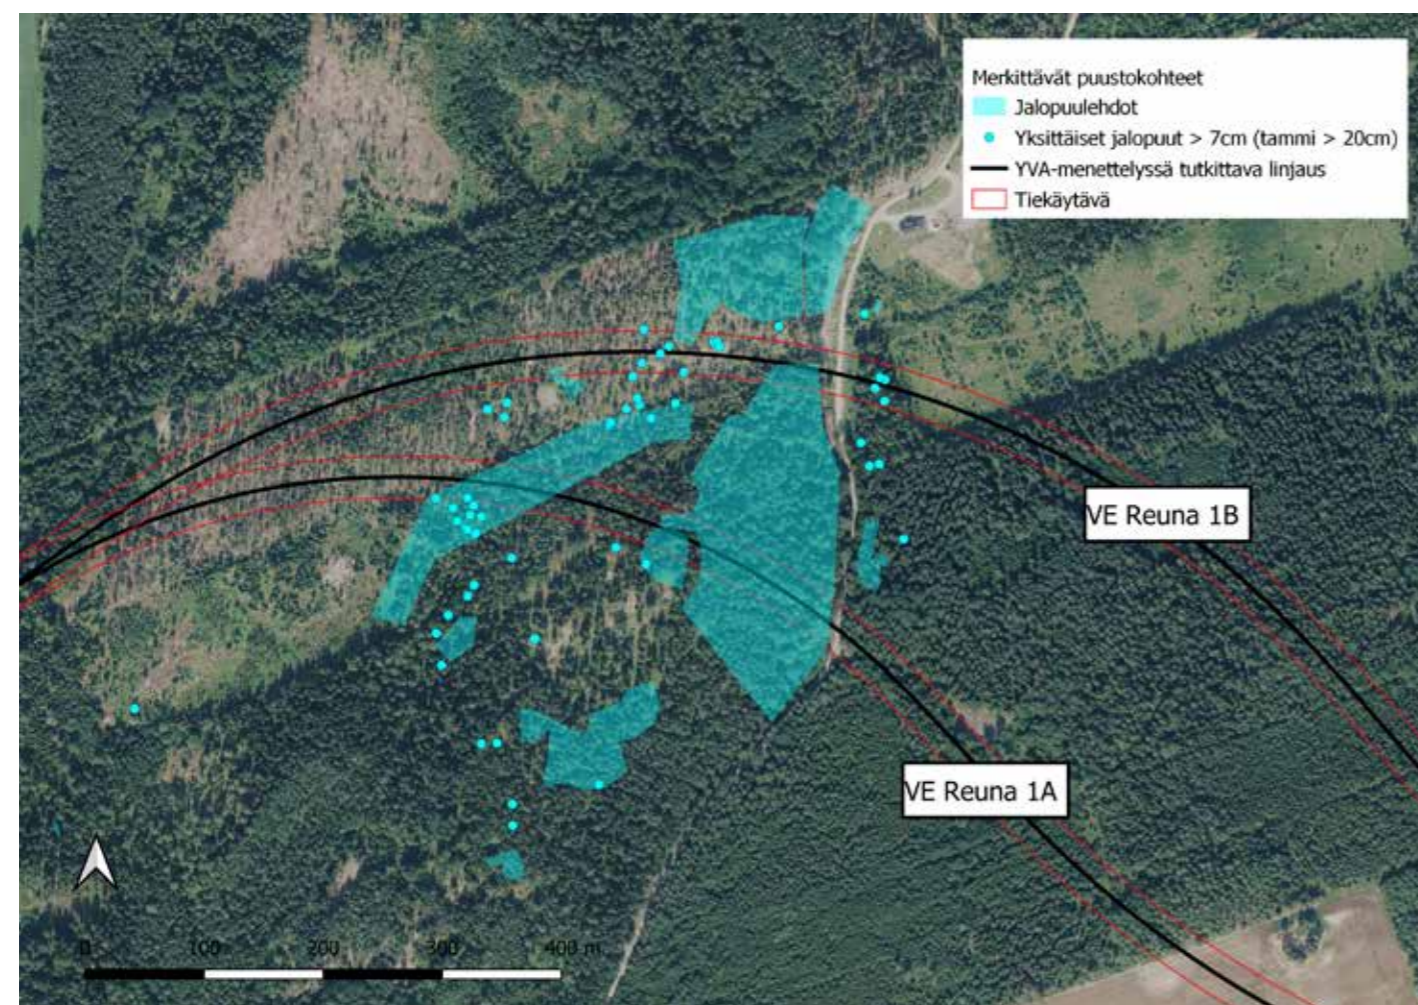 Merkittävät puustokohteet
Jalopuulehdot
Yksittäiset jalopuut > 7cm (tammi > 20cm)
YVA-menettelyssä tutkittava linjaus
Tiekäytävä
VE Reuna 1B
VE Reuna 1A
0 100 200 300 400 m